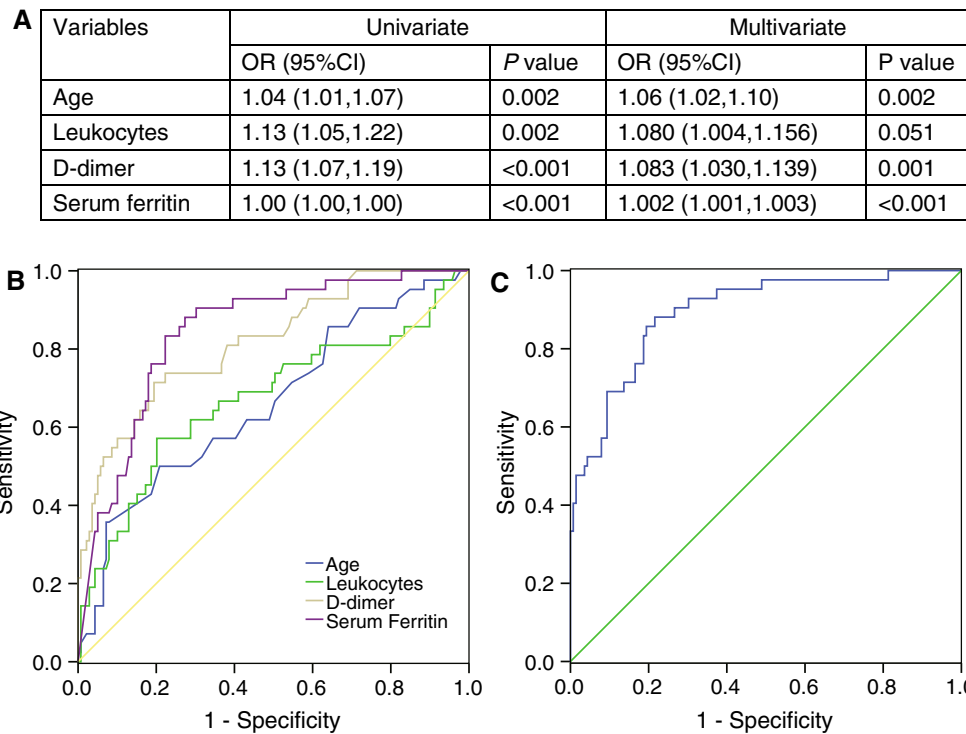 A
Variables Univariate Multivariate
OR (95%CI) P value OR (95%CI) P value
Age 1.04 (1.01,1.07) 0.002 1.06 (1.02,1.10) 0.002
Leukocytes 1.13 (1.05,1.22) 0.002 1.080 (1.004,1.156) 0.051
D-dimer 1.13 (1.07,1.19) <0.001 1.083 (1.030,1.139) 0.001
Serum ferritin 1.00 (1.00,1.00) <0.001 1.002 (1.001,1.003) <0.001
B
1.0
0.8
0.6
0.4
0.2
0.0
Sensitivity
Age
Leukocytes
D-dimer
Serum Ferritin
0.0 0.2 0.4 0.6 0.8 1.0
1 - Specificity
C
1.0
0.8
0.6
0.4
0.2
0.0
Sensitivity
0.0 0.2 0.4 0.6 0.8 1.0
1 - Specificity